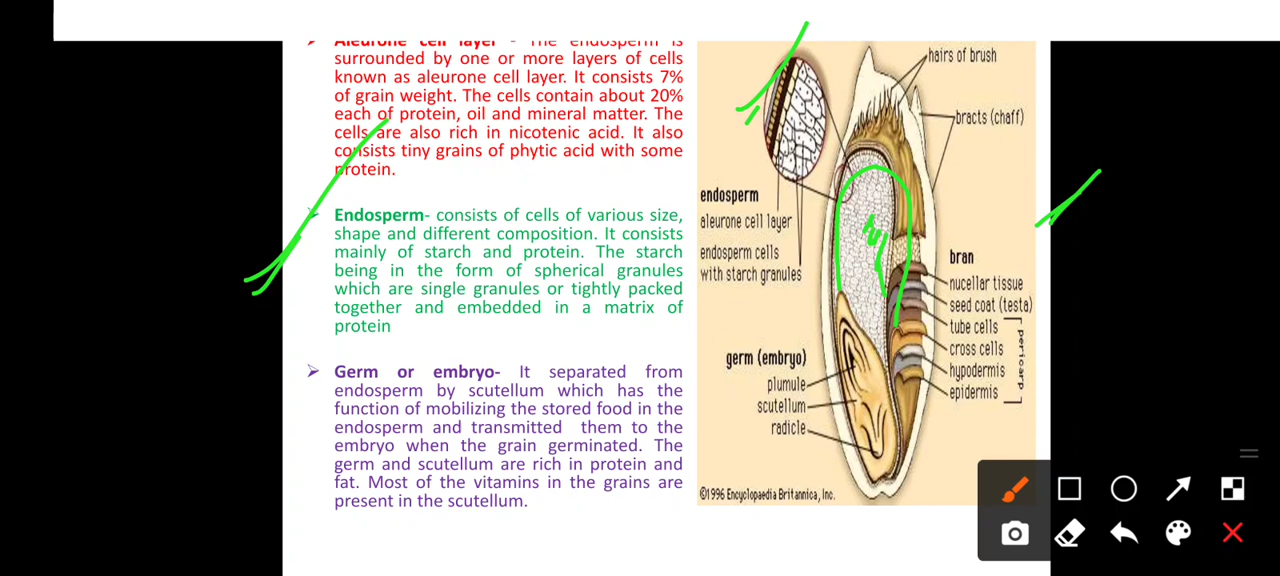 Aleurone cell layer - The endosperm is
surrounded by one or more layers of cells
known as aleurone cell layer. It consists 7%
of grain weight. The cells contain about 20%
each of protein, oil and mineral matter. The
cells are also rich in nicotenic acid. It also
consists tiny grains of phytic acid with some
protein.
Endosperm- consists of cells of various size,
shape and different composition. It consists
mainly of starch and protein. The starch
being in the form of spherical granules
which are single granules or tightly packed
together and embedded in a matrix of
protein
Germ or embryo- It separated from
endosperm by scutellum which has the
function of mobilizing the stored food in the
endosperm and transmitted them to the
embryo when the grain germinated. The
germ and scutellum are rich in protein and
fat. Most of the vitamins in the grains are
present in the scutellum.
hairs of brush
bracts (chaff)
endosperm
aleurone cell layer
endosperm cells
with starch granules
bran
nucellar tissue
seed coat (testa)
tube cells
cross cells
hypodermis
epidermis
pericarp
germ (embryo)
plumule
scutellum
radicle
©1996 Encyclopaedia Britannica, Inc.